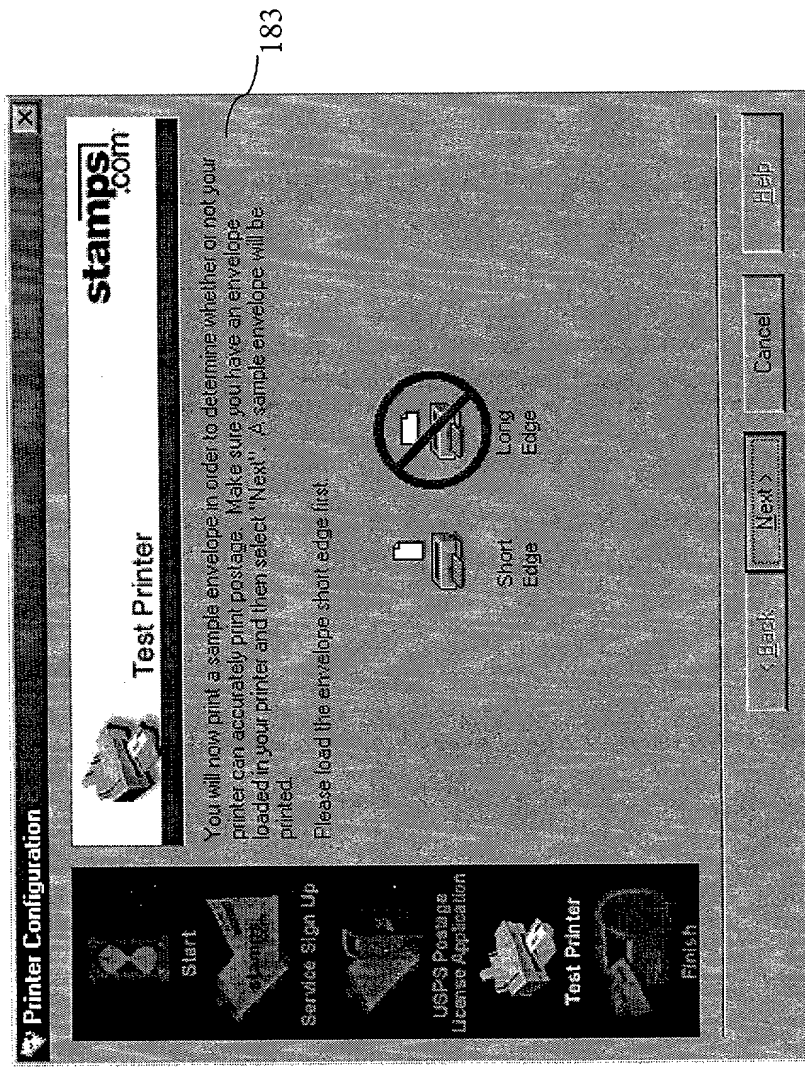 Printer Configuration
Test Printer
stamps
.com
Start
Service Sign Up
USPS Postage
License Application
Test Printer
Finish
You will now print a sample envelope in order to determine whether or not your
printer can accurately print postage. Make sure you have an envelope
loaded in your printer and then select "Next". A sample envelope will be
printed.
Please load the envelope short edge first.
Short
Edge
Long
Edge
< Back
Next >
Cancel
Help
183